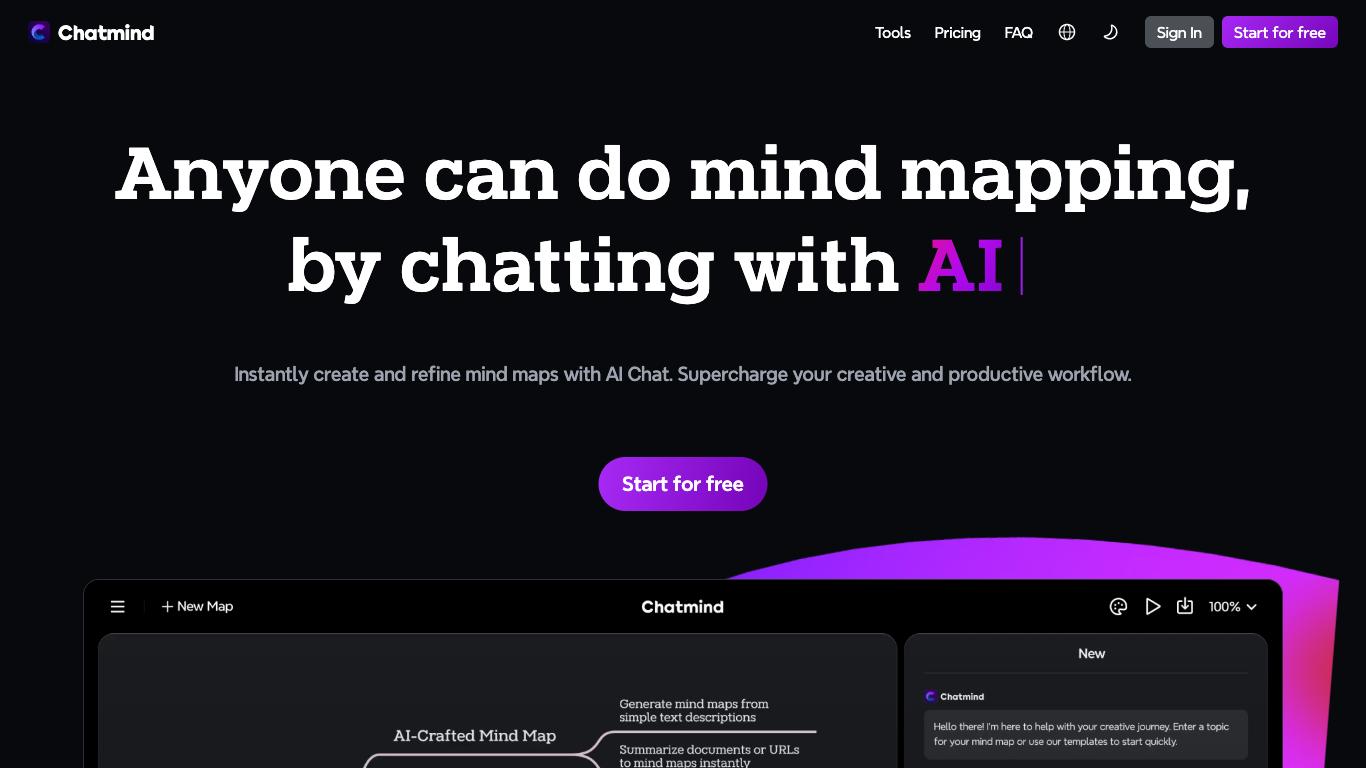 Chatmind
Tools
Pricing
FAQ
Sign In
Start for free
Anyone can do mind mapping,
by chatting with AI
Instantly create and refine mind maps with AI Chat. Supercharge your creative and productive workflow.
Start for free
New Map
Chatmind
100%
AI-Crafted Mind Map
Generate mind maps from
simple text descriptions
Summarize documents or URLs
to mind maps instantly
New
Chatmind
Hello there! I'm here to help with your creative journey. Enter a topic
for your mind map or use our templates to start quickly.